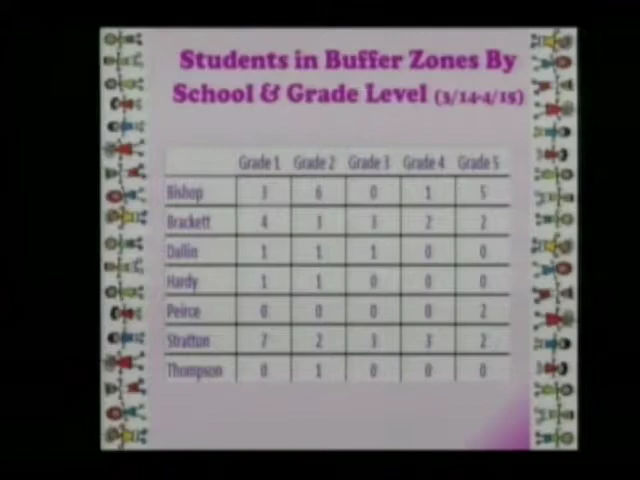 Students in Buffer Zones By
School & Grade Level (3/14-4/15)
Grade 1 Grade 2 Grade 3 Grade 4 Grade 5
Bishop 3 6 0 1 5
Brackett 4 3 3 2 2
Dallin 1 1 1 0 0
Hardy 1 1 0 0 0
Peirce 0 0 0 0 2
Stratton 7 2 3 3 2
Thompson 0 1 0 0 0